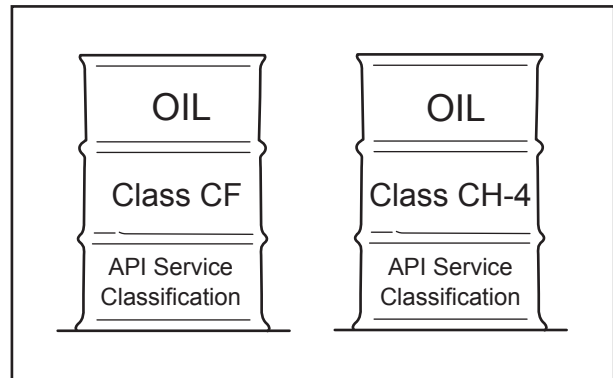 OIL
Class CF
API Service
Classification
OIL
Class CH-4
API Service
Classification